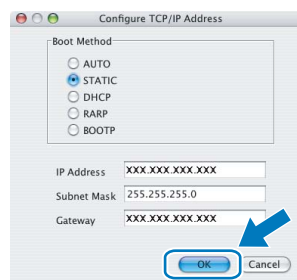 Configure TCP/IP Address
Boot Method
AUTO
STATIC
DHCP
RARP
BOOTP
IP Address XXX.XXX.XXX.XXX
Subnet Mask 255.255.255.0
Gateway XXX.XXX.XXX.XXX
OK Cancel